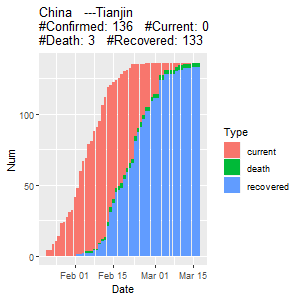 China   ---Tianjin
#Confirmed: 136   #Current: 0
#Death: 3   #Recovered: 133
Num
100
50
0
Feb 01
Feb 15
Mar 01
Mar 15
Date
Type
current
death
recovered